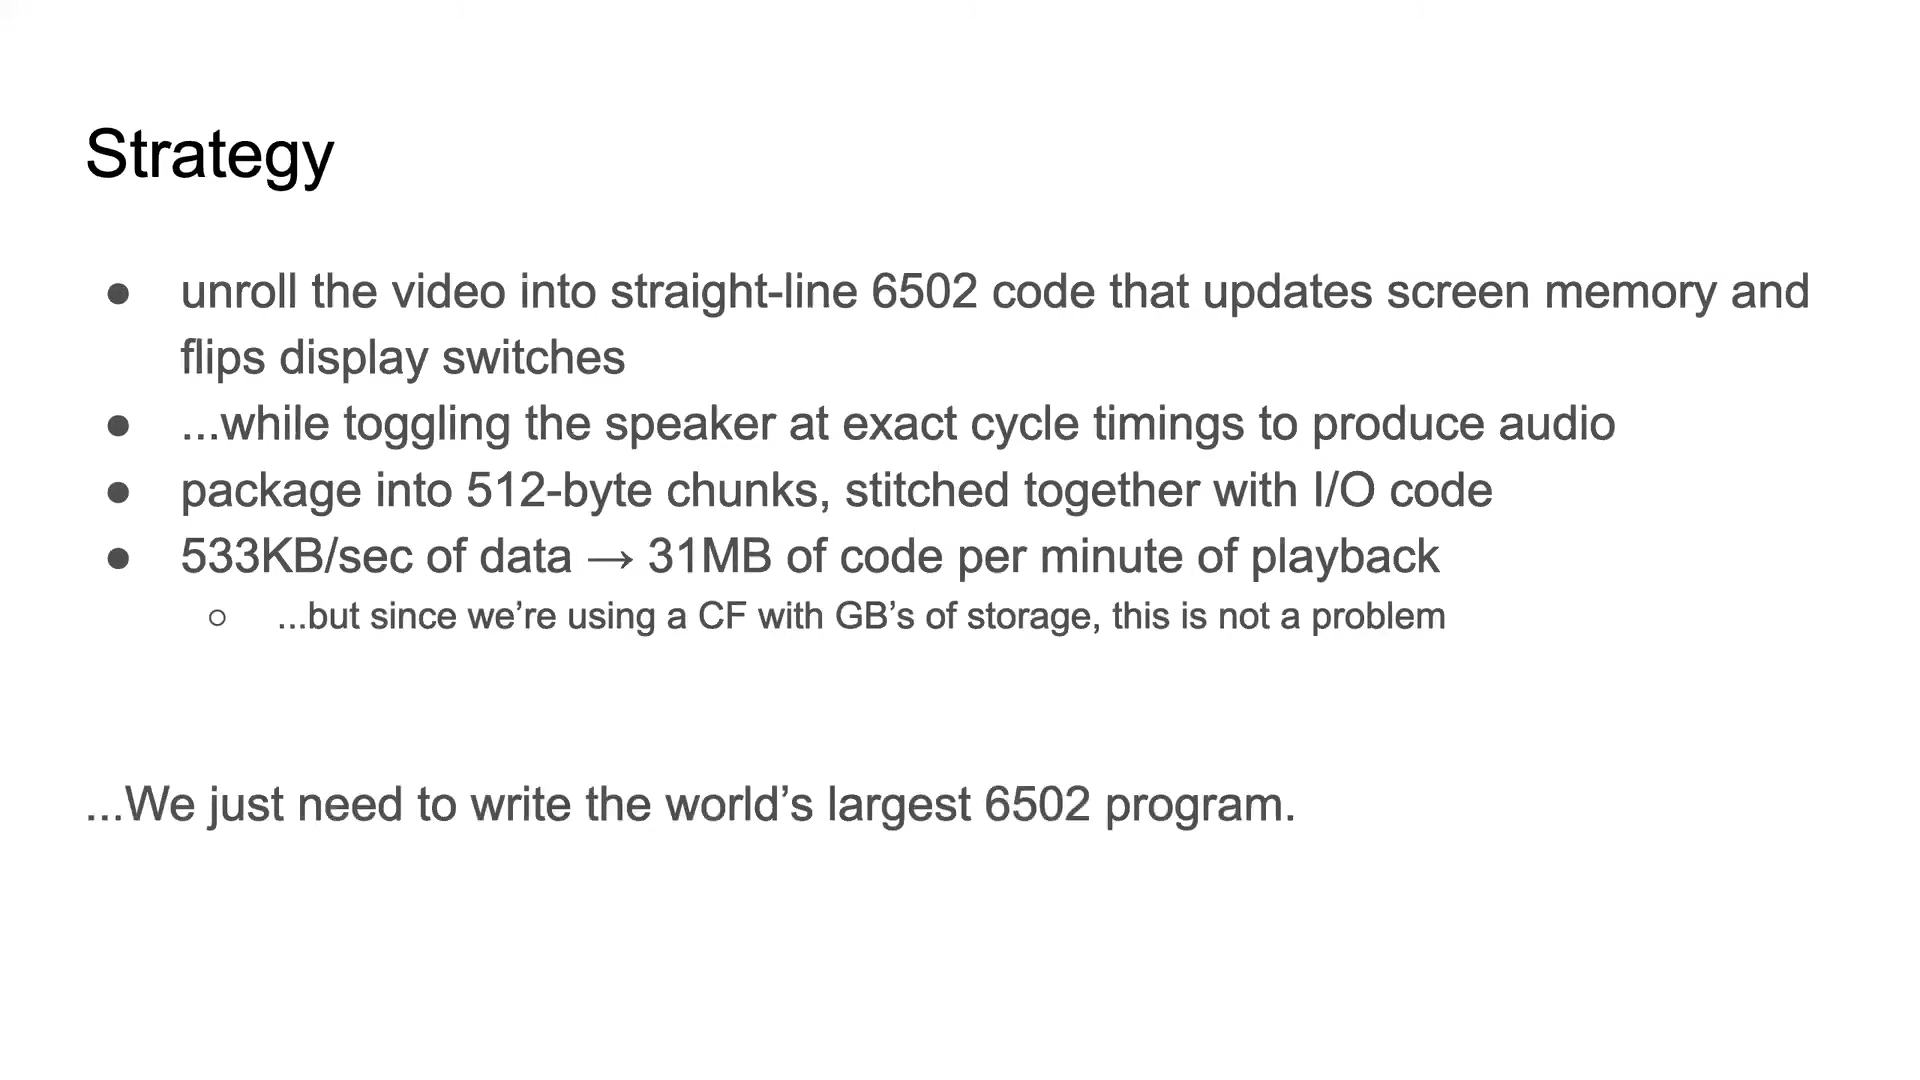 Strategy
● unroll the video into straight-line 6502 code that updates screen memory and
flips display switches
● ...while toggling the speaker at exact cycle timings to produce audio
● package into 512-byte chunks, stitched together with I/O code
● 533KB/sec of data → 31MB of code per minute of playback
○ ...but since we’re using a CF with GB’s of storage, this is not a problem
...We just need to write the world’s largest 6502 program.